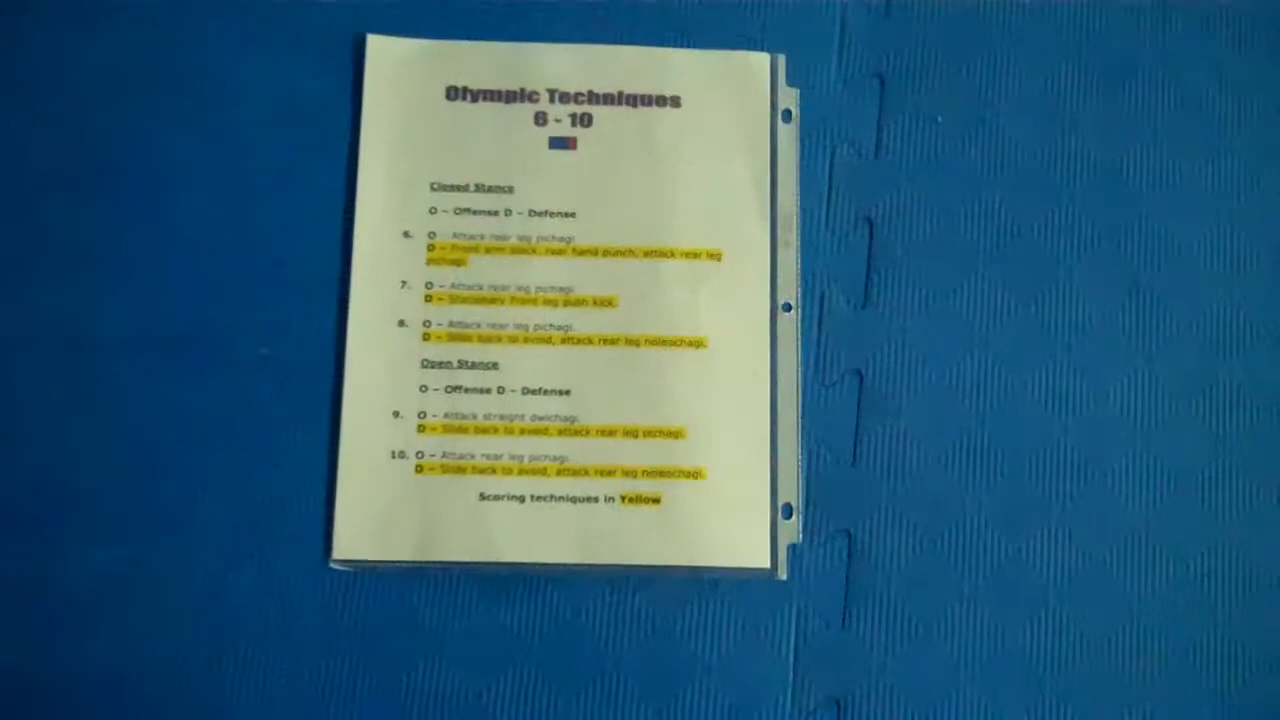 Olympic Techniques
6 - 10
Closed Stance
O – Offense D – Defense
6. O – Attack rear leg pichagi.
D – Front arm block, rear hand punch, attack rear leg
pichagi.
7. O – Attack rear leg pichagi.
D – Stationary front leg push kick.
8. O – Attack rear leg pichagi.
D – Slide back to avoid, attack rear leg noleochagi.
Open Stance
O – Offense D – Defense
9. O – Attack straight dwichagi.
D – Slide back to avoid, attack rear leg pichagi.
10. O – Attack rear leg pichagi.
D – Slide back to avoid, attack rear leg noleochagi.
Scoring techniques in Yellow